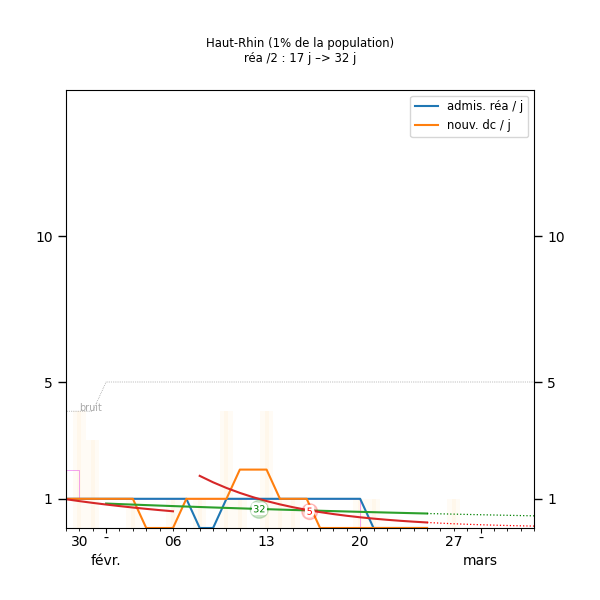 Haut-Rhin (1% de la population)
réa /2 : 17 j –> 32 j
admis. réa / j
nouv. dc / j
10
10
5
5
bruit
1
1
32
5
30
-
06
13
20
27
-
févr.
mars